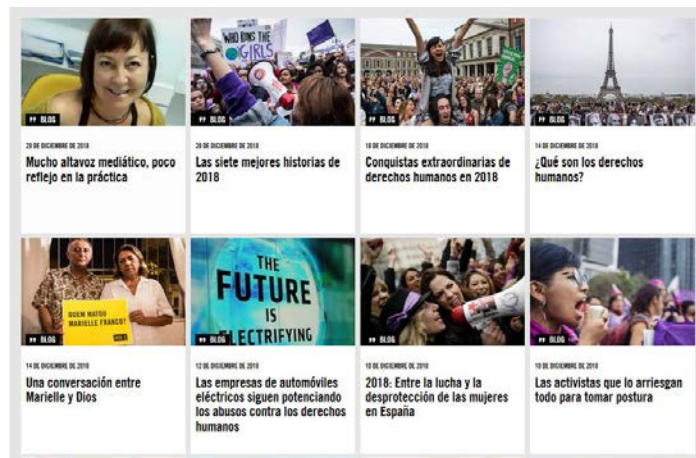 WHO RUNS THE
WORLD
GIRLS
BLOG
BLOG
BLOG
BLOG
28 DE DICIEMBRE DE 2018
28 DE DICIEMBRE DE 2018
18 DE DICIEMBRE DE 2018
14 DE DICIEMBRE DE 2018
Mucho altavoz mediático, poco
reflejo en la práctica
Las siete mejores historias de
2018
Conquistas extraordinarias de
derechos humanos en 2018
¿Qué son los derechos
humanos?
QUEM MATOU
MARIELLE FRANCO?
THE
FUTURE
IS
ELECTRIFYING
BLOG
BLOG
BLOG
BLOG
14 DE DICIEMBRE DE 2018
12 DE DICIEMBRE DE 2018
10 DE DICIEMBRE DE 2018
10 DE DICIEMBRE DE 2018
Una conversación entre
Marielle y Dios
Las empresas de automóviles
eléctricos siguen potenciando
los abusos contra los derechos
humanos
2018: Entre la lucha y la
desprotección de las mujeres
en España
Las activistas que lo arriesgan
todo para tomar postura